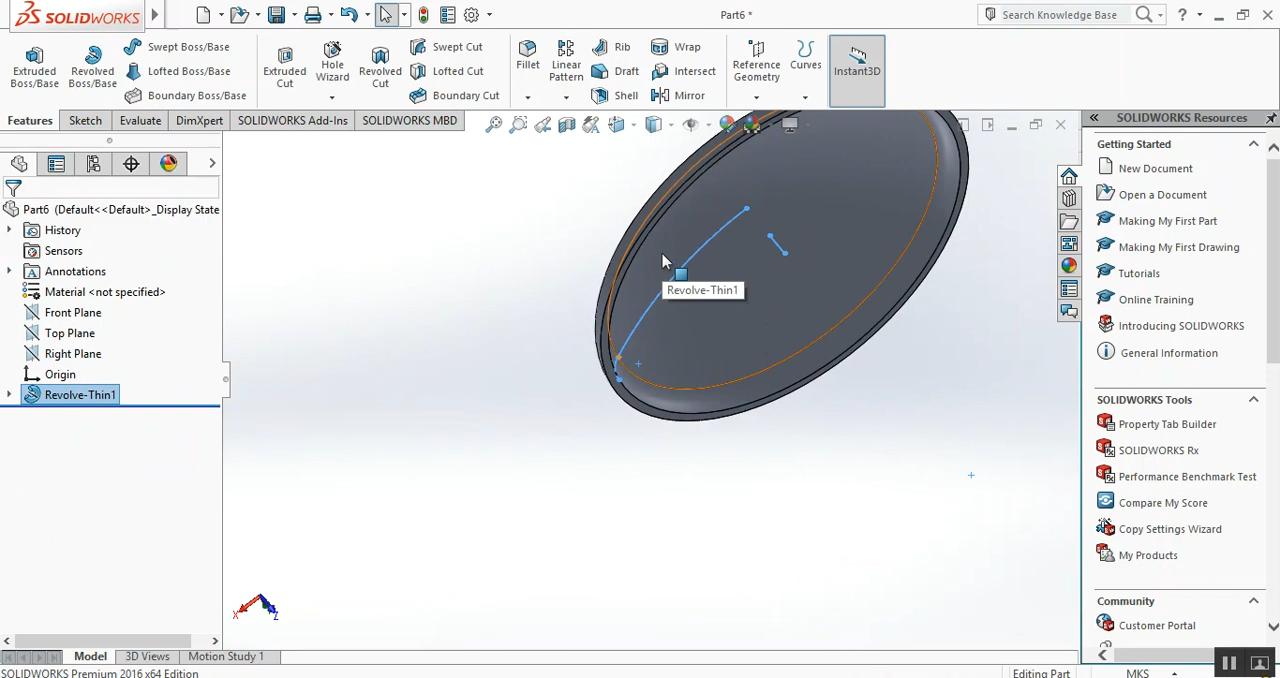 SOLIDWORKS
Part6 *
Search Knowledge Base
?
Extruded Boss/Base
Revolved Boss/Base
Swept Boss/Base
Lofted Boss/Base
Boundary Boss/Base
Extruded Cut
Hole Wizard
Revolved Cut
Swept Cut
Lofted Cut
Boundary Cut
Fillet
Linear Pattern
Rib
Draft
Shell
Wrap
Intersect
Mirror
Reference Geometry
Curves
Instant3D
Features
Sketch
Evaluate
DimXpert
SOLIDWORKS Add-Ins
SOLIDWORKS MBD
Part6 (Default<<Default>_Display State
History
Sensors
Annotations
Material <not specified>
Front Plane
Top Plane
Right Plane
Origin
Revolve-Thin1
Revolve-Thin1
X
Z
SOLIDWORKS Resources
Getting Started
New Document
Open a Document
Making My First Part
Making My First Drawing
Tutorials
Online Training
Introducing SOLIDWORKS
General Information
SOLIDWORKS Tools
Property Tab Builder
SOLIDWORKS Rx
Performance Benchmark Test
Compare My Score
Copy Settings Wizard
My Products
Community
Customer Portal
Model
3D Views
Motion Study 1
SOLIDWORKS Premium 2016 x64 Edition
Editing Part
MKS